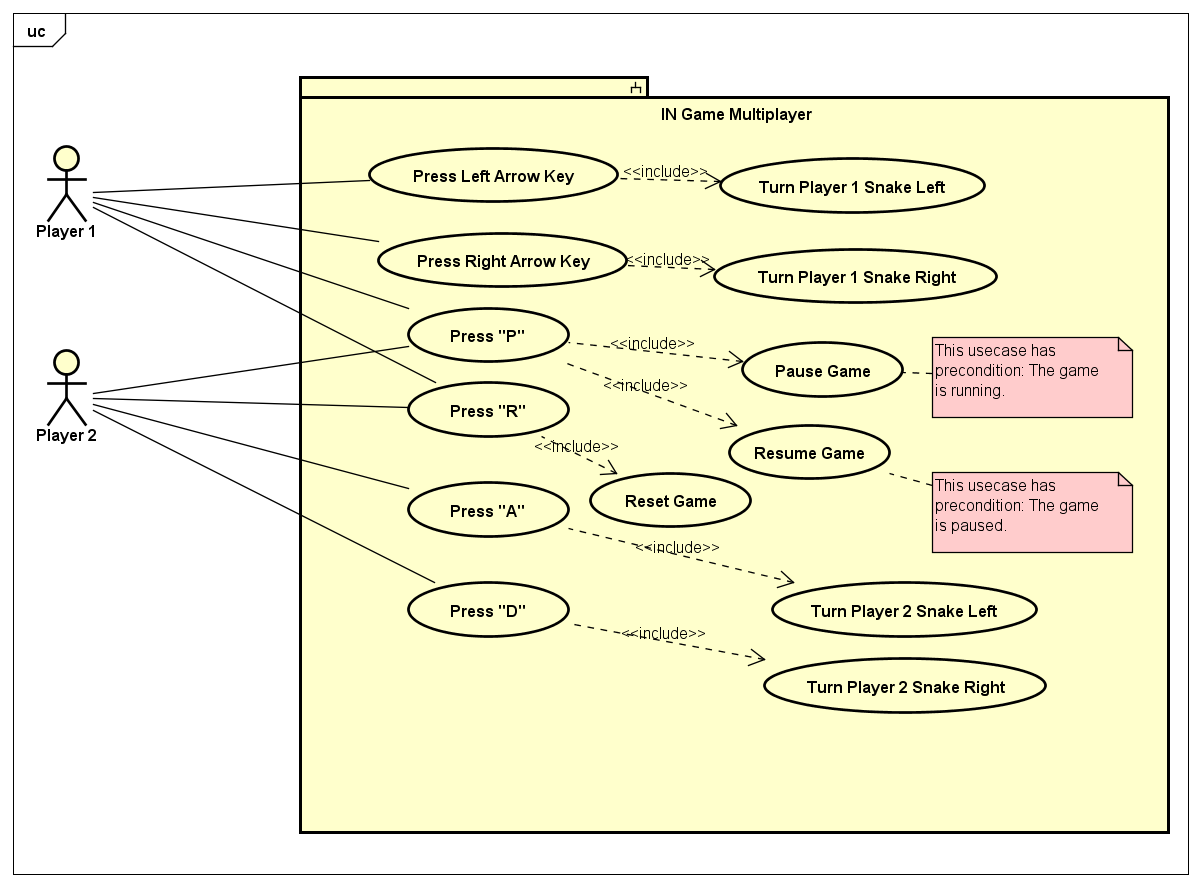 uc
IN Game Multiplayer
Player 1
Press Left Arrow Key
<<include>>
Turn Player 1 Snake Left
Press Right Arrow Key
<<include>>
Turn Player 1 Snake Right
Press "P"
<<include>>
Pause Game
This usecase has
precondition: The game
is running.
<<include>>
Player 2
Press "R"
<<include>>
Resume Game
Reset Game
This usecase has
precondition: The game
is paused.
Press "A"
<<include>>
Turn Player 2 Snake Left
Press "D"
<<include>>
Turn Player 2 Snake Right